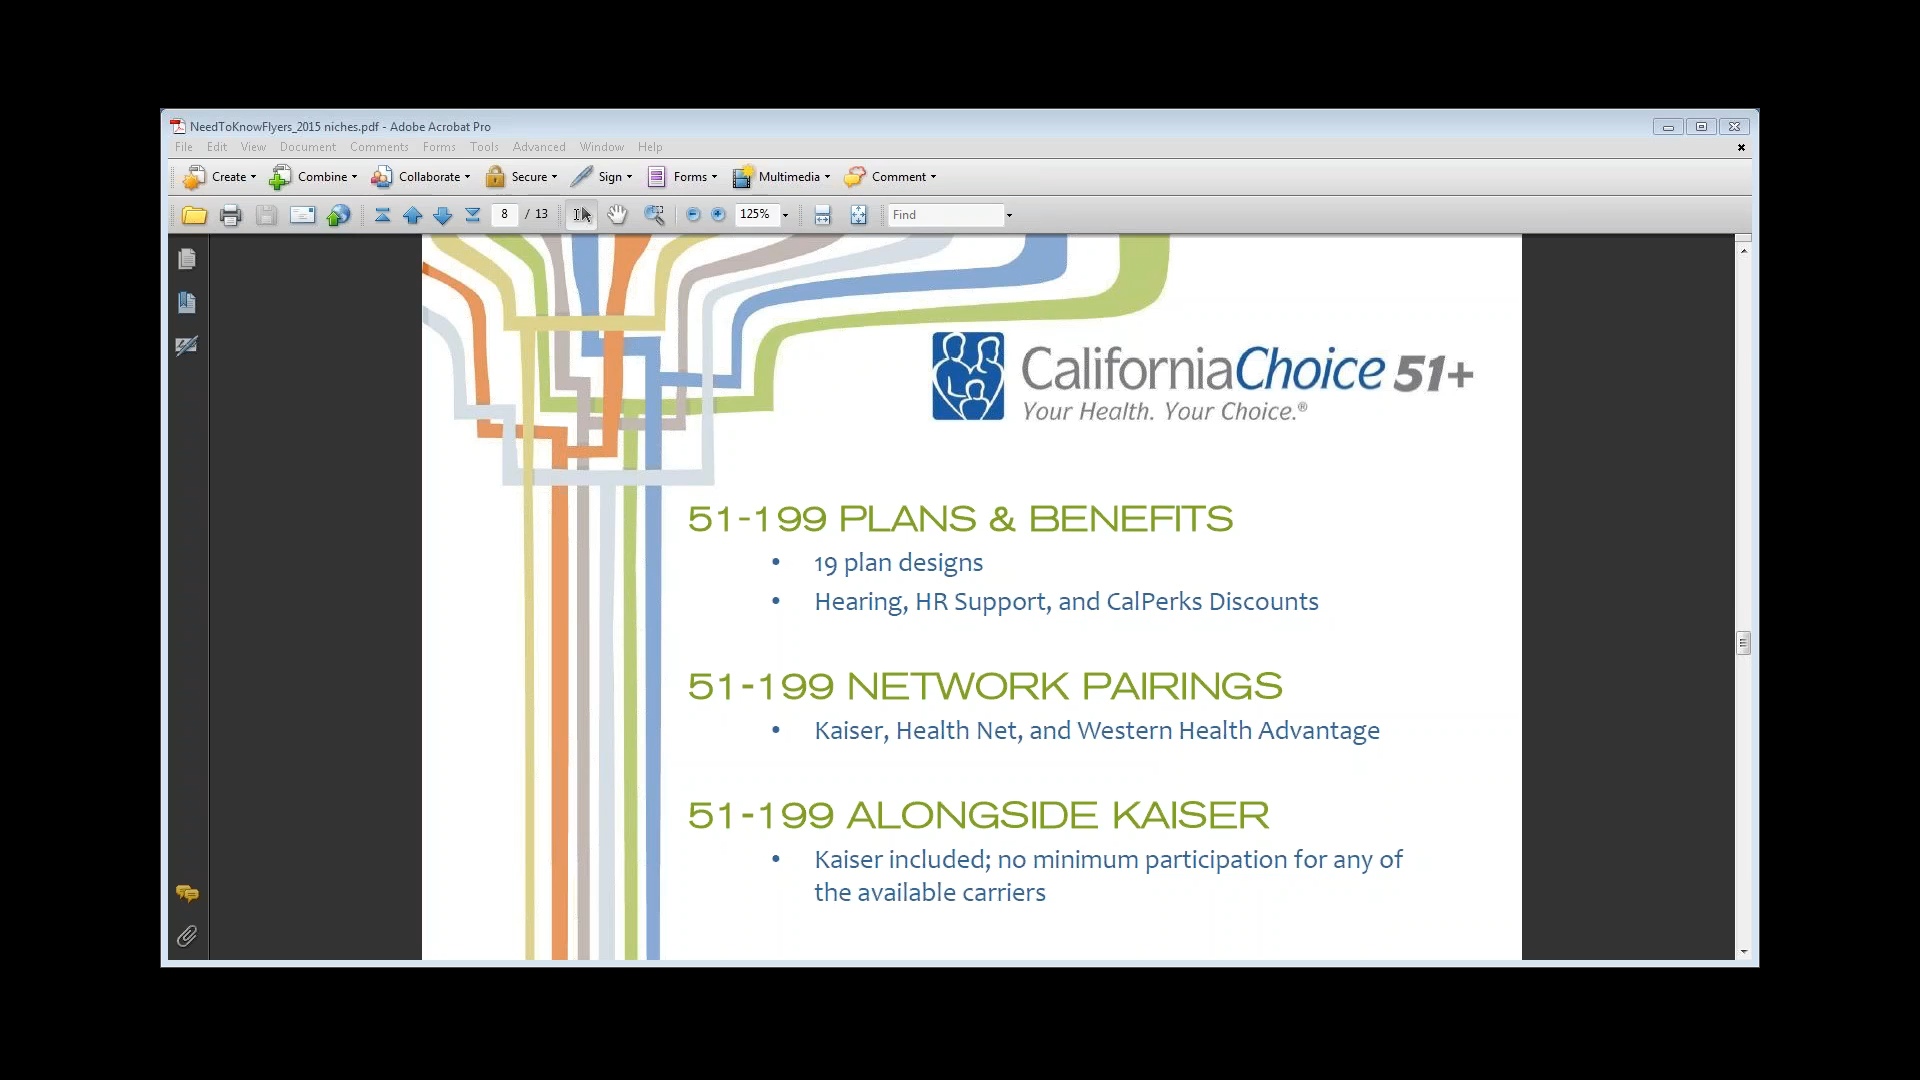 NeedToKnowFlyers_2015 niches.pdf - Adobe Acrobat Pro
File Edit View Document Comments Forms Tools Advanced Window Help
Create Combine Collaborate Secure Sign Forms Multimedia Comment
8 / 13 125% Find
CaliforniaChoice 51+
Your Health. Your Choice.®
51-199 PLANS & BENEFITS
• 19 plan designs
• Hearing, HR Support, and CalPerks Discounts
51-199 NETWORK PAIRINGS
• Kaiser, Health Net, and Western Health Advantage
51-199 ALONGSIDE KAISER
• Kaiser included; no minimum participation for any of
the available carriers